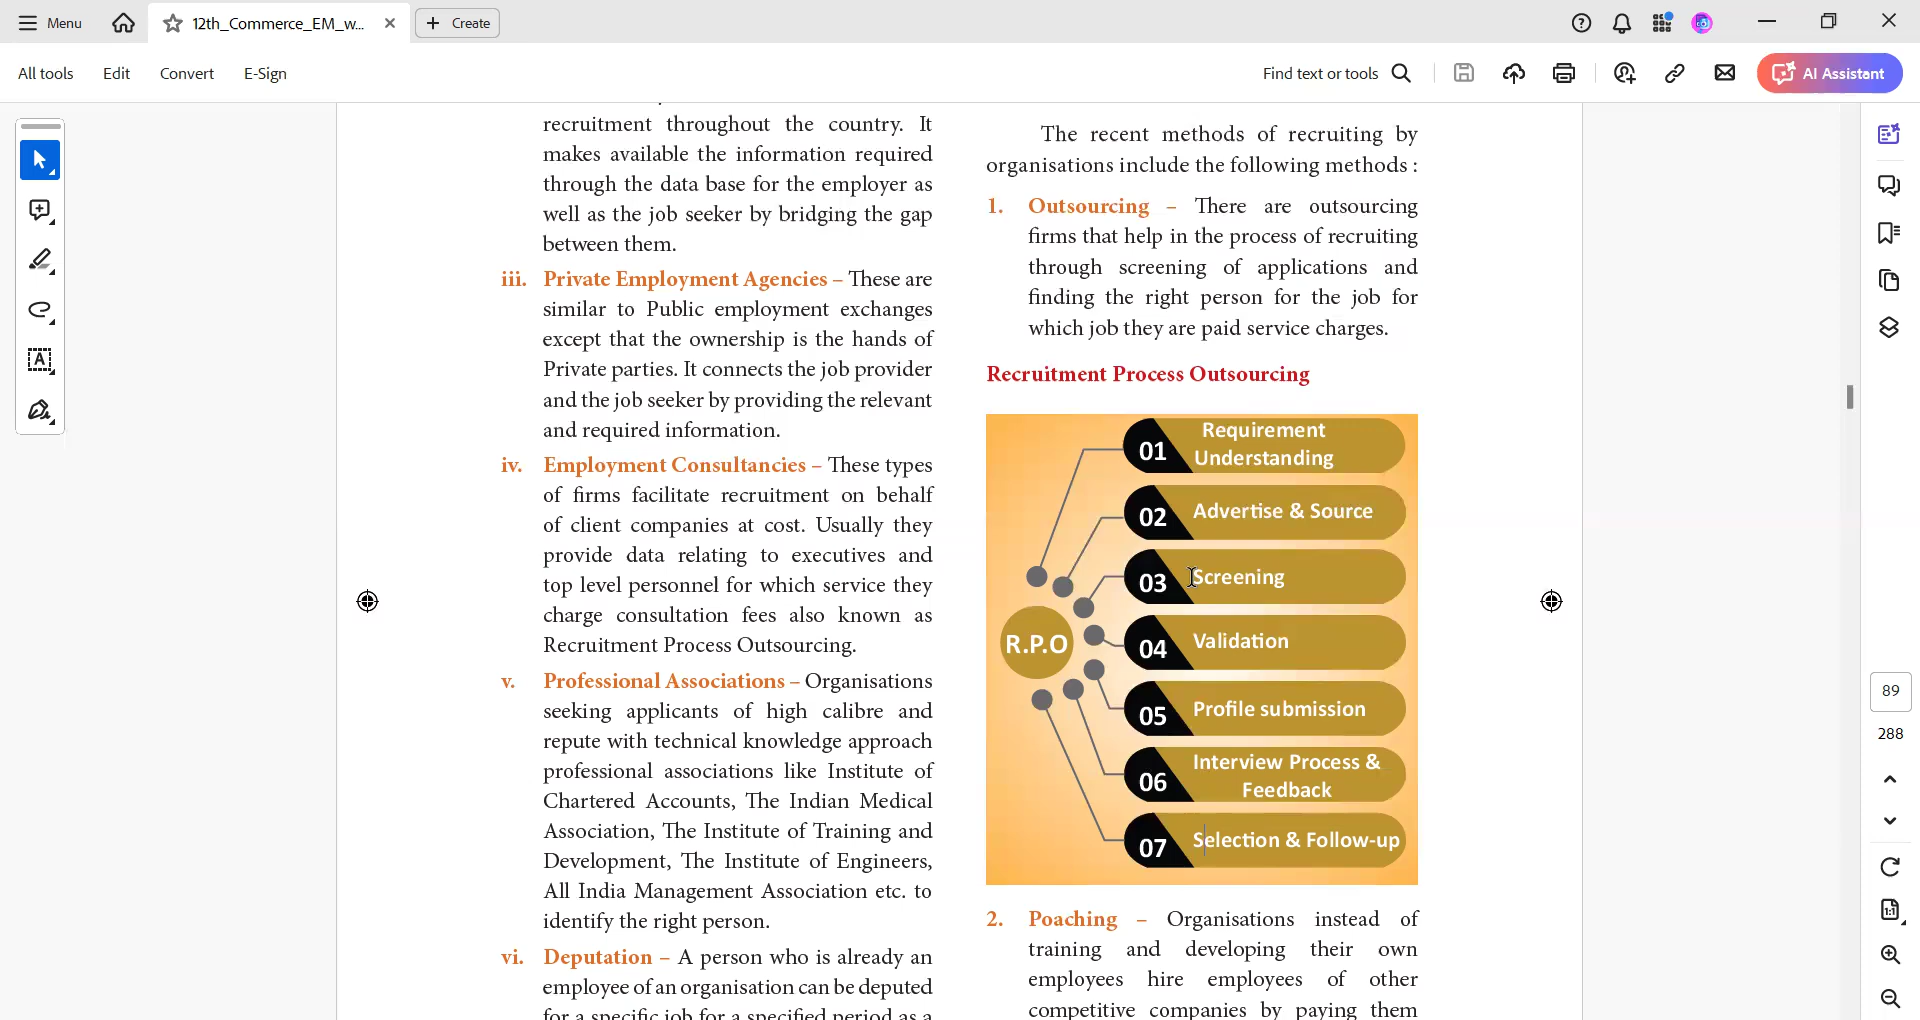 Menu
12th_Commerce_EM_w...
Create
All tools
Edit
Convert
E-Sign
Find text or tools
AI Assistant
recruitment throughout the country. It
makes available the information required
through the data base for the employer as
well as the job seeker by bridging the gap
between them.
iii. Private Employment Agencies – These are
similar to Public employment exchanges
except that the ownership is the hands of
Private parties. It connects the job provider
and the job seeker by providing the relevant
and required information.
iv. Employment Consultancies – These types
of firms facilitate recruitment on behalf
of client companies at cost. Usually they
provide data relating to executives and
top level personnel for which service they
charge consultation fees also known as
Recruitment Process Outsourcing.
v. Professional Associations – Organisations
seeking applicants of high calibre and
repute with technical knowledge approach
professional associations like Institute of
Chartered Accounts, The Indian Medical
Association, The Institute of Training and
Development, The Institute of Engineers,
All India Management Association etc. to
identify the right person.
vi. Deputation – A person who is already an
employee of an organisation can be deputed
for a specific job for a specified period as a
The recent methods of recruiting by
organisations include the following methods :
1. Outsourcing – There are outsourcing
firms that help in the process of recruiting
through screening of applications and
finding the right person for the job for
which job they are paid service charges.
Recruitment Process Outsourcing
R.P.O
01 Requirement
Understanding
02 Advertise & Source
03 Screening
04 Validation
05 Profile submission
06 Interview Process &
Feedback
07 Selection & Follow-up
2. Poaching – Organisations instead of
training and developing their own
employees hire employees of other
competitive companies by paying them
89
288